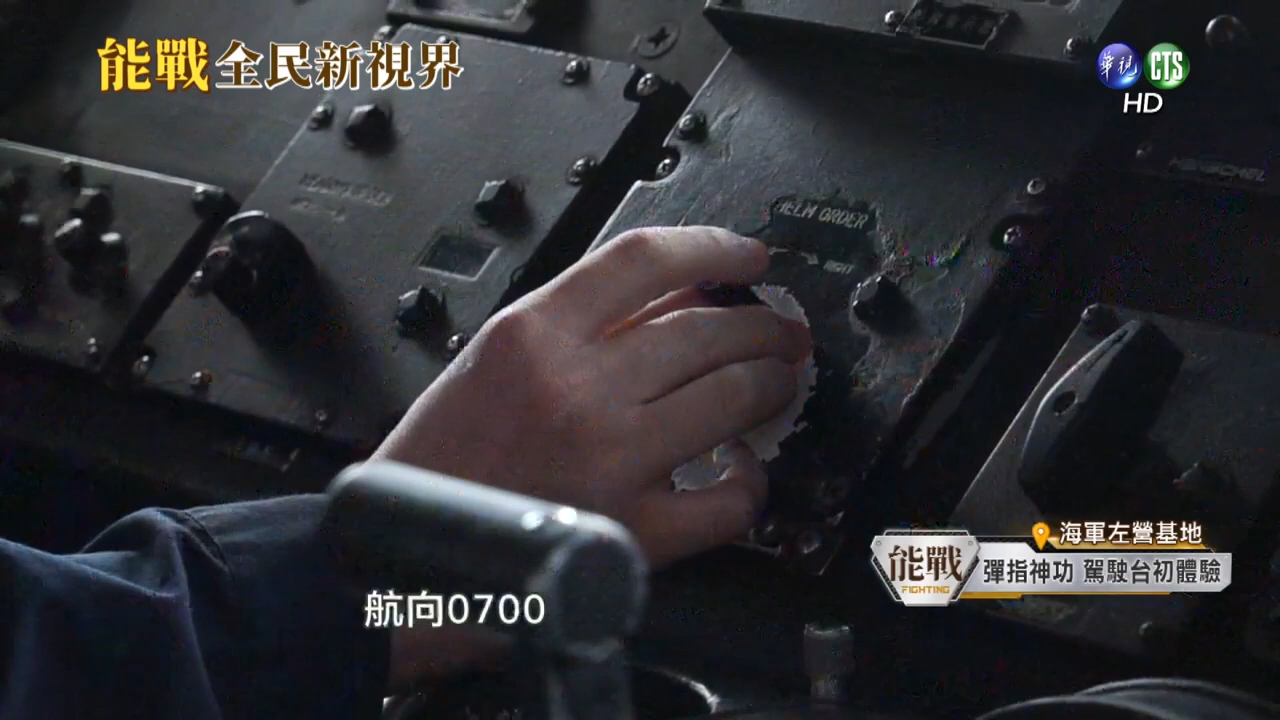 能戰全民新視界
華視 CTS
HD
HELM ORDER
RIGHT
海軍左營基地
能戰
FIGHTING
彈指神功 駕駛台初體驗
航向0700